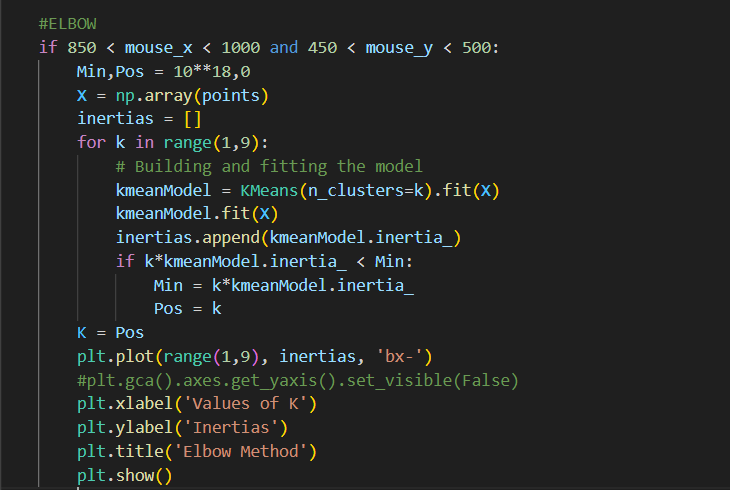 #ELBOW
if 850 < mouse_x < 1000 and 450 < mouse_y < 500:
    Min,Pos = 10**18,0
    X = np.array(points)
    inertias = []
    for k in range(1,9):
        # Building and fitting the model
        kmeanModel = KMeans(n_clusters=k).fit(X)
        kmeanModel.fit(X)
        inertias.append(kmeanModel.inertia_)
        if k*kmeanModel.inertia_ < Min:
            Min = k*kmeanModel.inertia_
            Pos = k
    K = Pos
    plt.plot(range(1,9), inertias, 'bx-')
    #plt.gca().axes.get_yaxis().set_visible(False)
    plt.xlabel('Values of K')
    plt.ylabel('Inertias')
    plt.title('Elbow Method')
    plt.show()